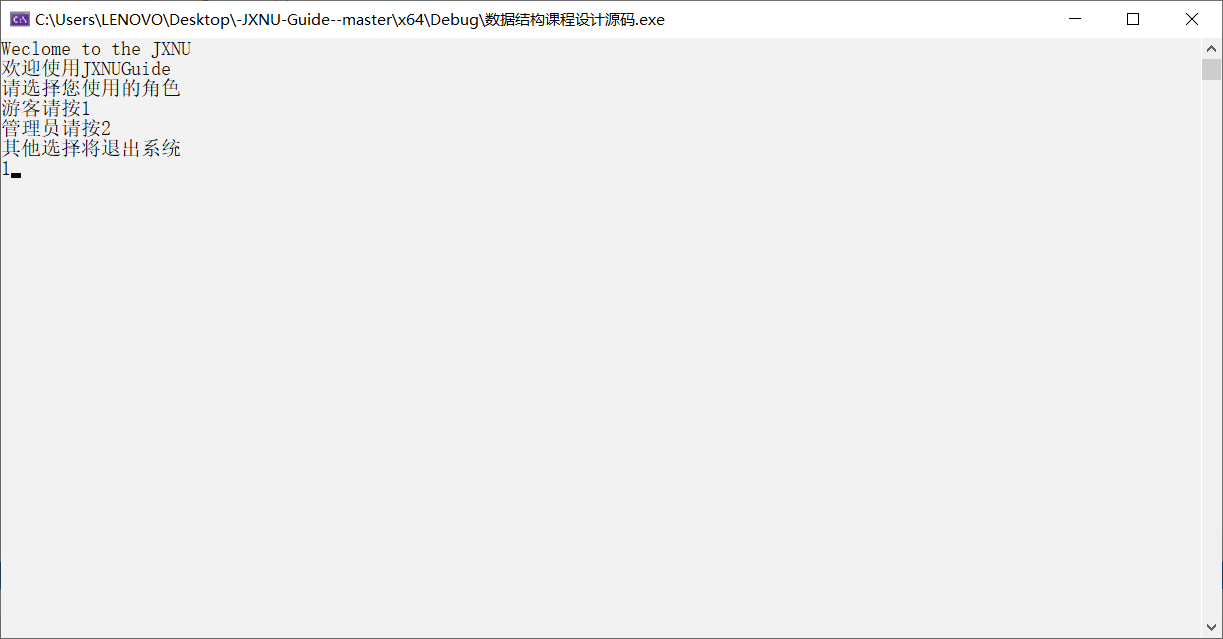 C:\Users\LENOVO\Desktop\-JXNU-Guide--master\x64\Debug\数据结构课程设计源码.exe
Weclome to the JXNU
欢迎使用JXNUGuide
请选择您使用的角色
游客请按1
管理员请按2
其他选择将退出系统
1